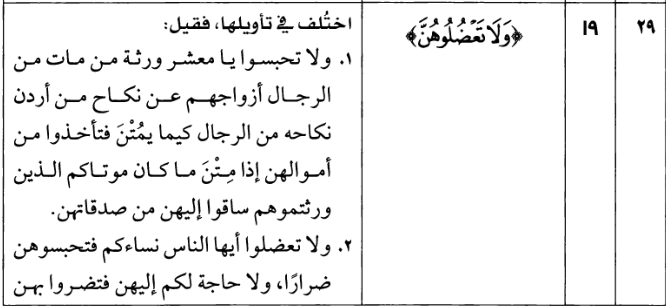 ٢٩ ١٩ ﴿وَلَا تَعْضُلُوهُنَّ﴾ اختُلف في تأويلها، فقيل:
١. ولا تحبسوا يا معشر ورثة من مات من
الرجال أزواجهم عن نكاح من أردن
نكاحه من الرجال كيما يمُتْنَ فتأخذوا من
أموالهن إذا مِتْنَ ما كان موتاكم الذين
ورثتموهم ساقوا إليهن من صدقاتهن.
٢. ولا تعضلوا أيها الناس نساءكم فتحبسوهن
ضرارًا، ولا حاجة لكم إليهن فتضروا بهن